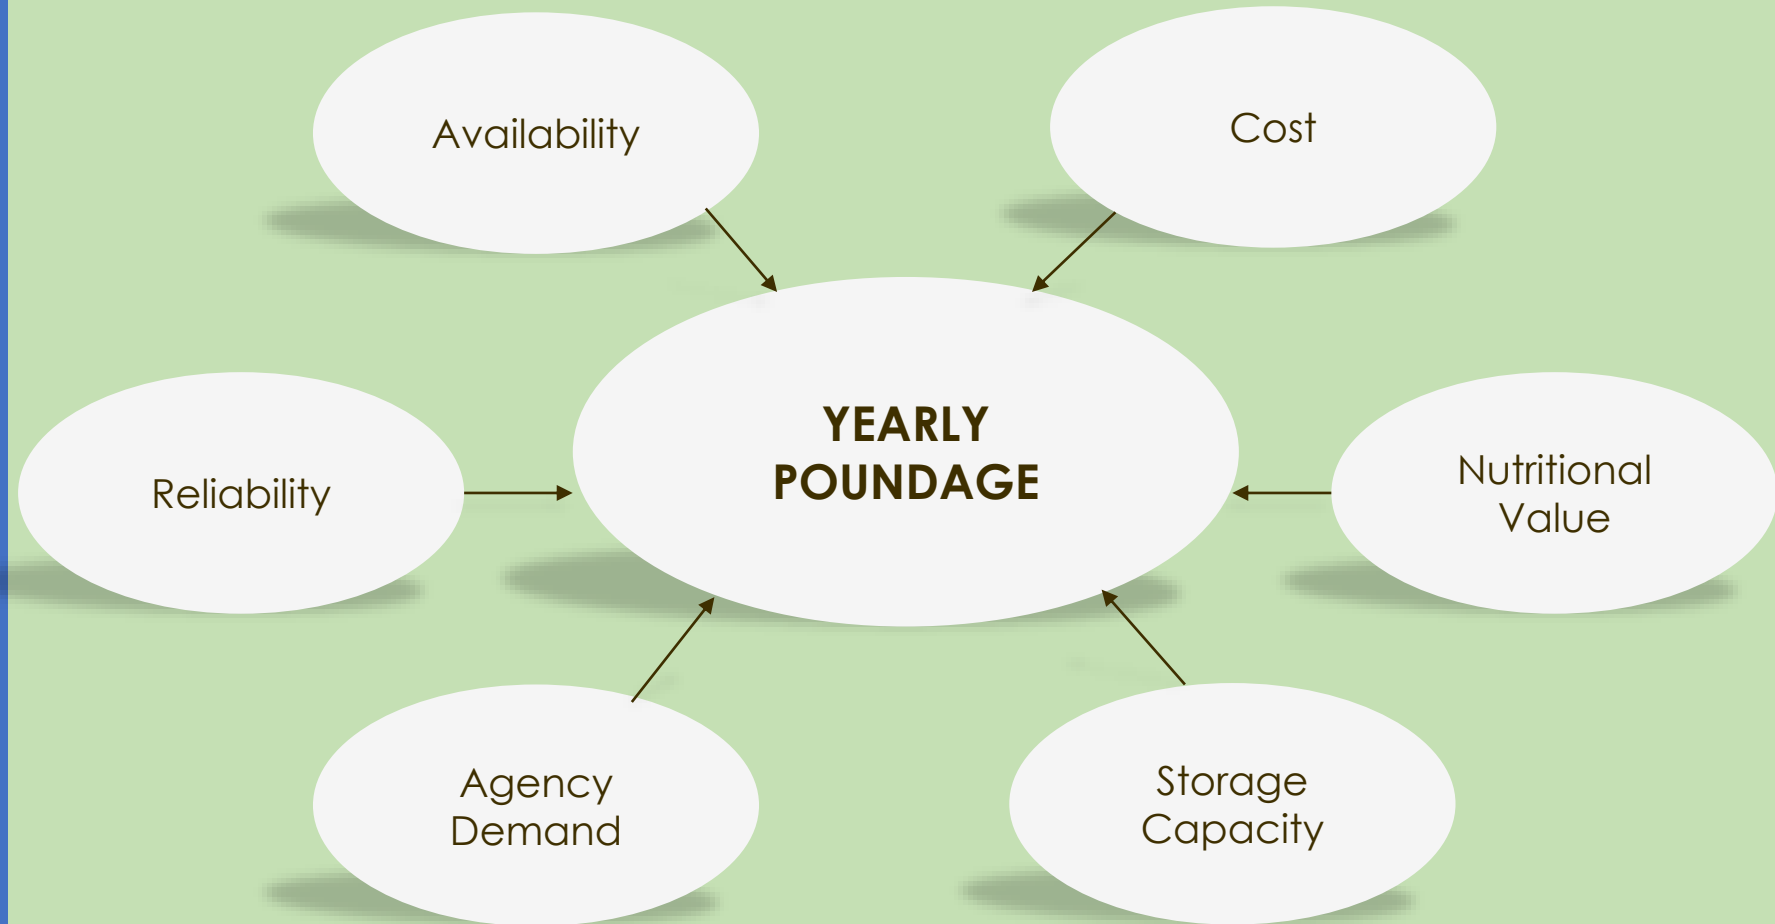 Availability
Cost
YEARLY
POUNDAGE
Reliability
Nutritional
Value
Agency
Demand
Storage
Capacity